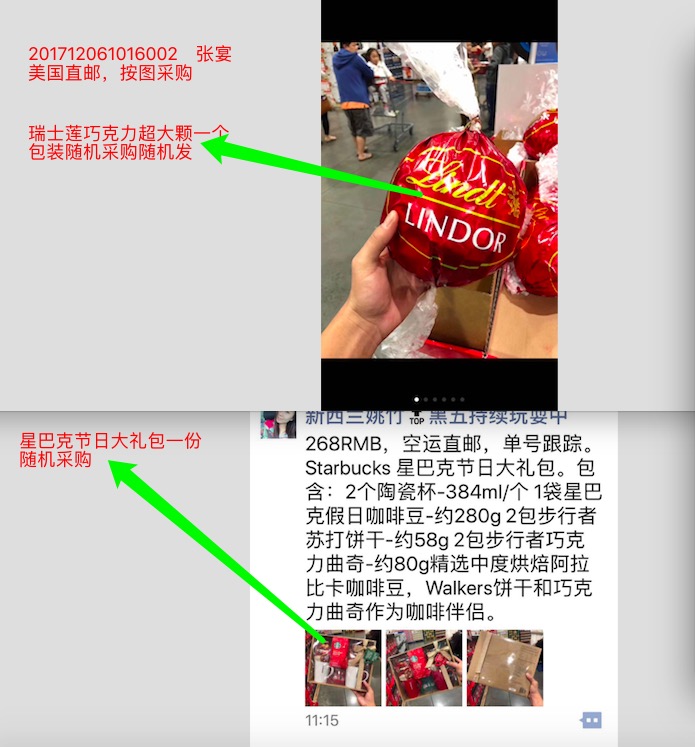 201712061016002 张宴
美国直邮，按图采购
瑞士莲巧克力超大颗一个
包装随机采购随机发
Lindt
LINDOR
新西兰姚竹 TOP 黑五持续玩耍中
星巴克节日大礼包一份
随机采购
268RMB，空运直邮，单号跟踪。
Starbucks 星巴克节日大礼包。包
含：2个陶瓷杯-384ml/个 1袋星巴
克假日咖啡豆-约280g 2包步行者
苏打饼干-约58g 2包步行者巧克
力曲奇-约80g精选中度烘焙阿拉
比卡咖啡豆，Walkers饼干和巧克
力曲奇作为咖啡伴侣。
11:15